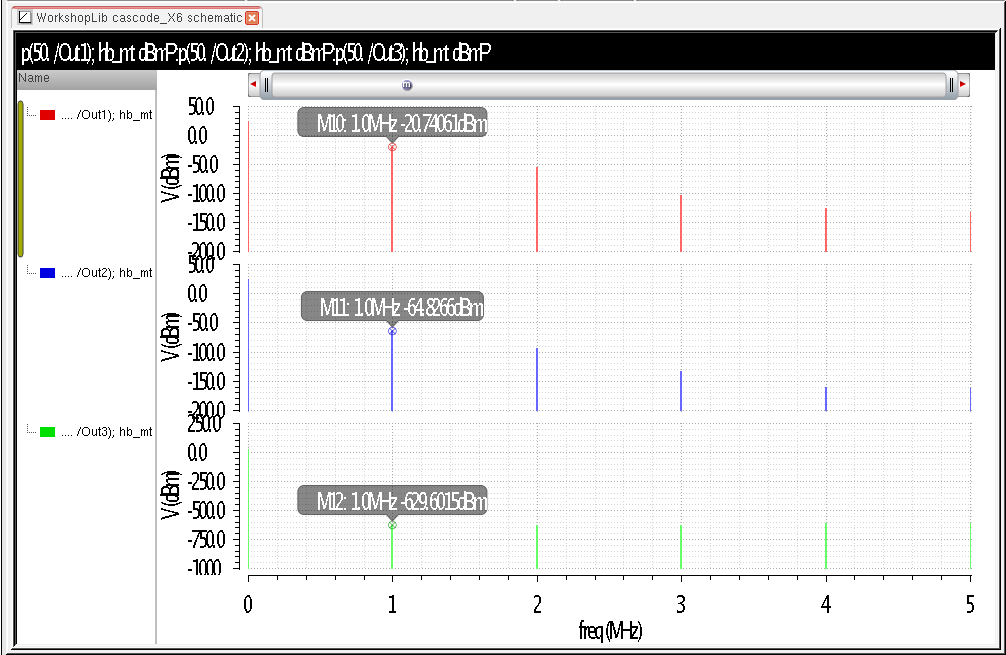 WorkshopLib cascode_X6 schematic
p(50. /Out1); hb_mt dBmP:p(50. /Out2); hb_mt dBmP:p(50. /Out3); hb_mt dBmP
Name
.... /Out1); hb_mt
V (dBm)
50.0
0.0
-50.0
-100.0
-150.0
-200.0
M10: 1.0MHz -20.74061dBm
.... /Out2); hb_mt
V (dBm)
50.0
0.0
-50.0
-100.0
-150.0
-200.0
M11: 1.0MHz -64.8266dBm
.... /Out3); hb_mt
V (dBm)
250.0
0.0
-250.0
-500.0
-750.0
-1000
M12: 1.0MHz -629.6015dBm
0 1 2 3 4 5
freq (MHz)